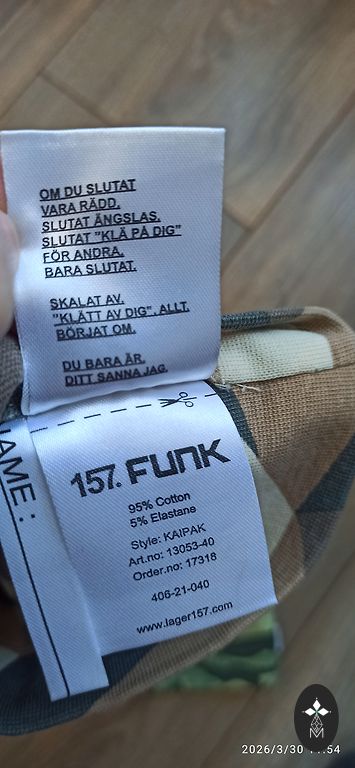 OM DU SLUTAT
VARA RÄDD.
SLUTAT ÄNGSLAS.
SLUTAT "KLÄ PÅ DIG"
FÖR ANDRA.
BARA SLUTAT.
SKALAT AV.
"KLÄTT AV DIG". ALLT.
BÖRJAT OM.
DU BARA ÄR.
DITT SANNA JAG.
157. FUNK
95% Cotton
5% Elastane
Style: KAIPAK
Art.no: 13053-40
Order.no: 17318
406-21-040
www.lager157.com
AME :
M
2026/3/30 54